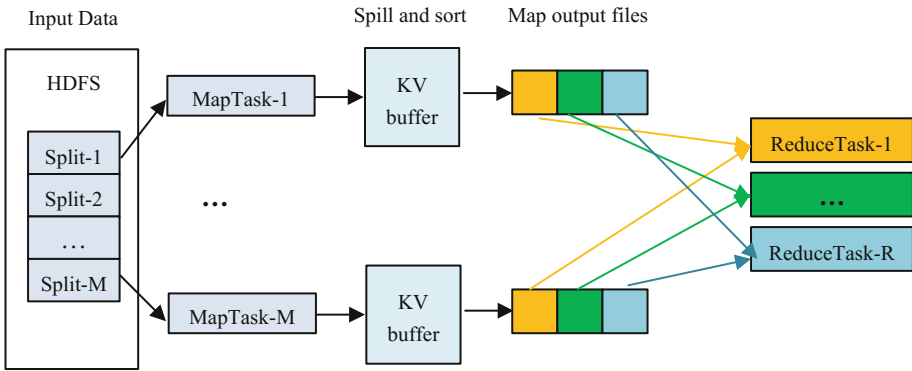 Input Data
Spill and sort
Map output files
HDFS
Split-1
Split-2
…
Split-M
MapTask-1
...
MapTask-M
KV
buffer
KV
buffer
ReduceTask-1
...
ReduceTask-R